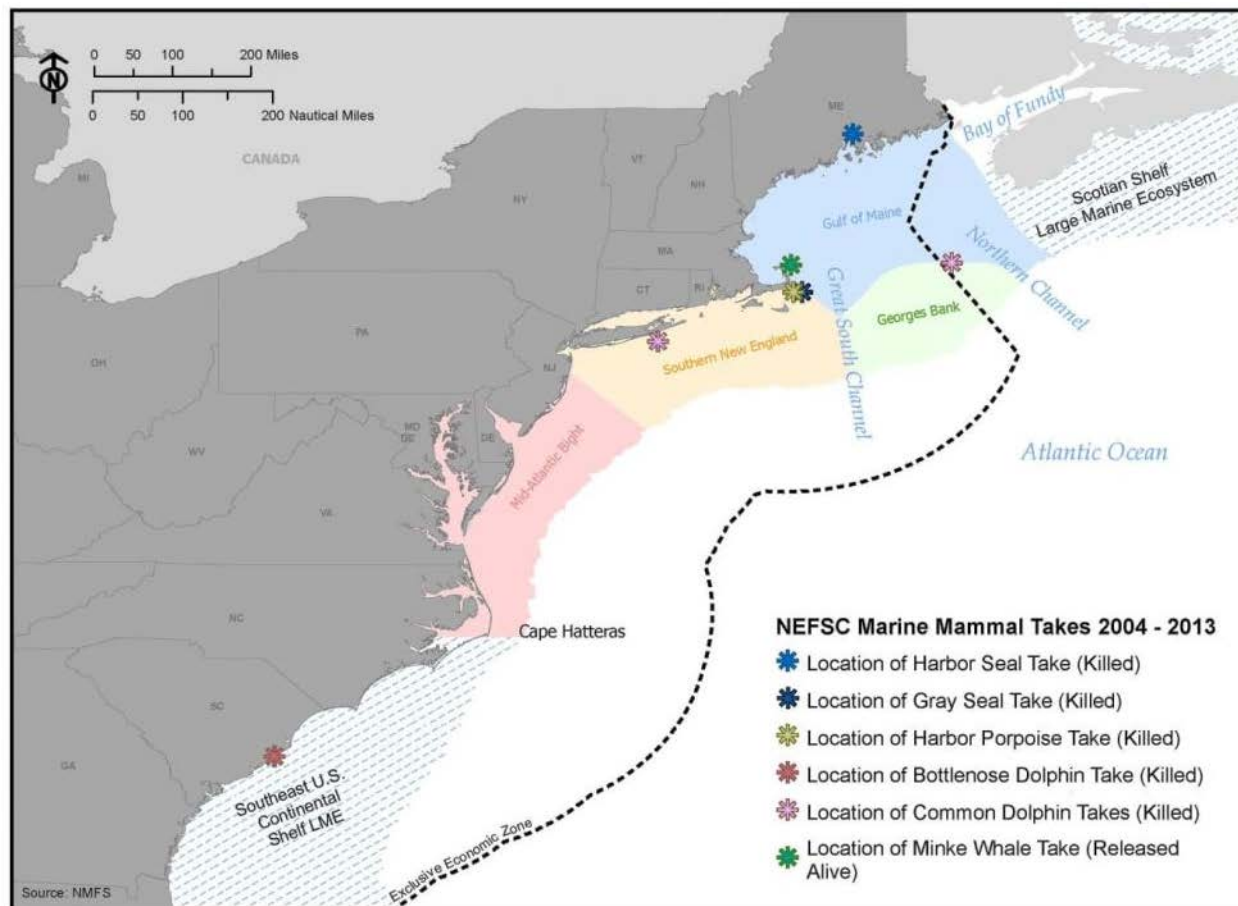 0 50 100 200 Miles
N
0 50 100 200 Nautical Miles
CANADA
ME
Bay of Fundy
MI
VT
NH
NY
Scotian Shelf
Large Marine Ecosystem
Gulf of Maine
Northern Channel
MA
CT
RI
Great South Channel
Georges Bank
PA
Southern New England
OH
NJ
MD
DE
Atlantic Ocean
WV
Mid-Atlantic Bight
VA
NC
Cape Hatteras
NEFSC Marine Mammal Takes 2004 - 2013
Location of Harbor Seal Take (Killed)
Location of Gray Seal Take (Killed)
Location of Harbor Porpoise Take (Killed)
Location of Bottlenose Dolphin Take (Killed)
Location of Common Dolphin Takes (Killed)
Location of Minke Whale Take (Released
Alive)
SC
GA
Southeast U.S.
Continental
Shelf LME
Exclusive Economic Zone
Source: NMFS